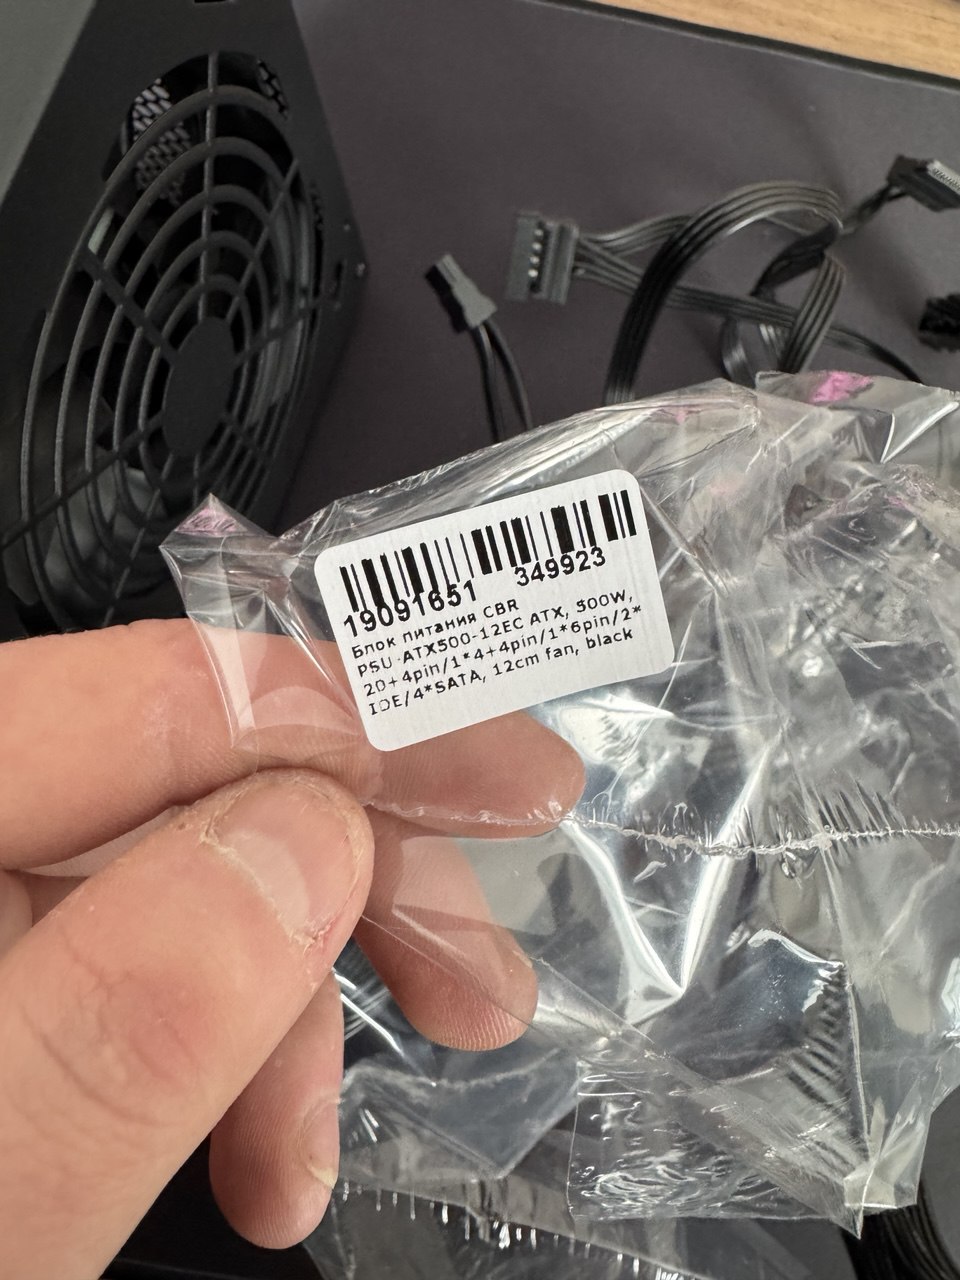 19091651 349923
Блок питания CBR
PSU-ATX500-12EC ATX, 500W,
20+4pin/1*4+4pin/1*6pin/2*
IDE/4*SATA, 12cm fan, black